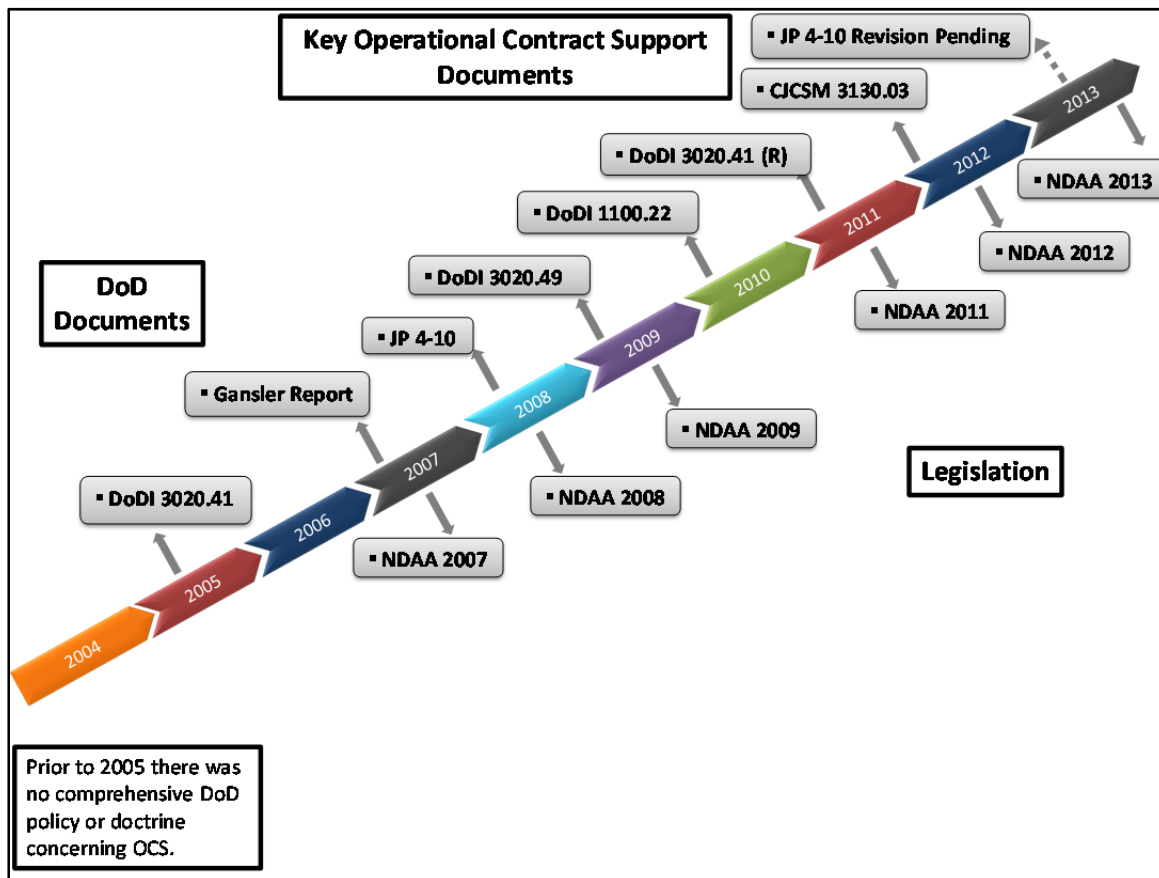 Key Operational Contract Support
Documents
▪ JP 4-10 Revision Pending
▪ CJCSM 3130.03
2013
▪ DoDI 3020.41 (R)
2012
▪ NDAA 2013
▪ DoDI 1100.22
2011
▪ NDAA 2012
DoD
Documents
▪ DoDI 3020.49
2010
▪ NDAA 2011
▪ JP 4-10
2009
▪ Gansler Report
2008
▪ NDAA 2009
Legislation
2007
▪ DoDI 3020.41
▪ NDAA 2008
2006
▪ NDAA 2007
2005
2004
Prior to 2005 there was
no comprehensive DoD
policy or doctrine
concerning OCS.